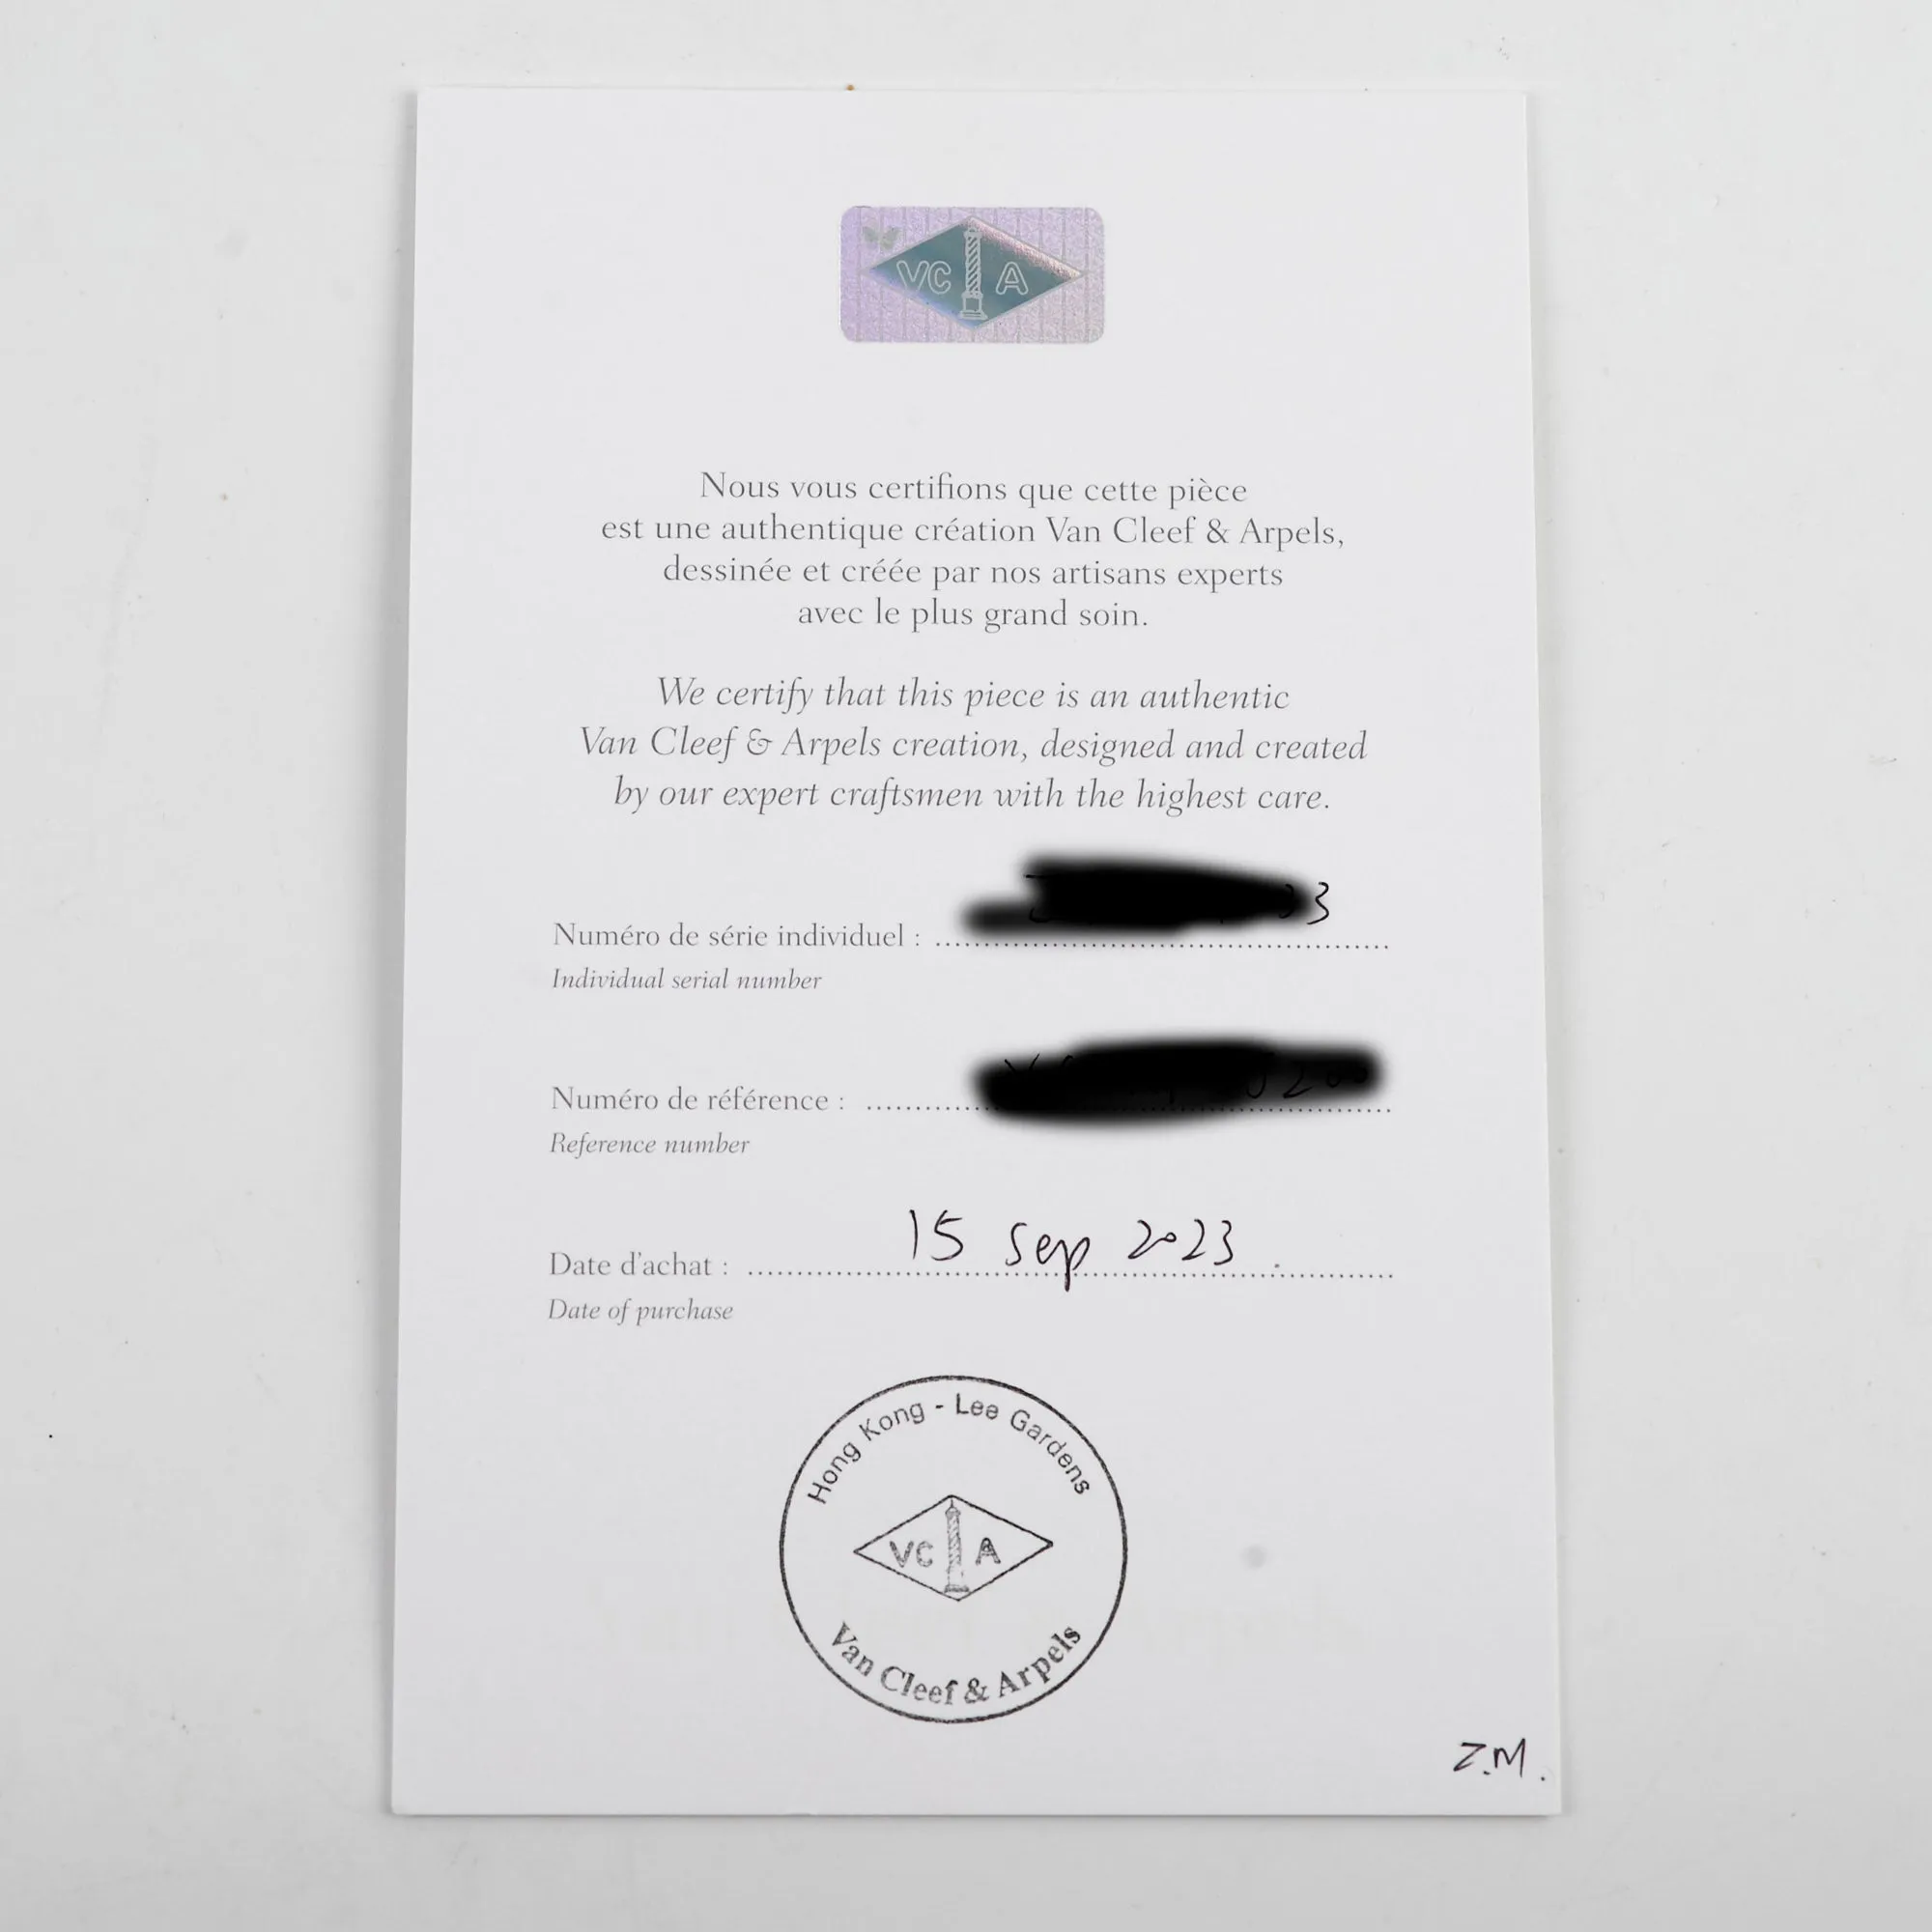 VC A
Nous vous certifions que cette pièce
est une authentique création Van Cleef & Arpels,
dessinée et créée par nos artisans experts
avec le plus grand soin.
We certify that this piece is an authentic
Van Cleef & Arpels creation, designed and created
by our expert craftsmen with the highest care.
Numéro de série individuel :
Individual serial number
Numéro de référence :
Reference number
Date d'achat : 15 Sep 2023
Date of purchase
Hong Kong - Lee Gardens
VC A
Van Cleef & Arpels
Z.M.